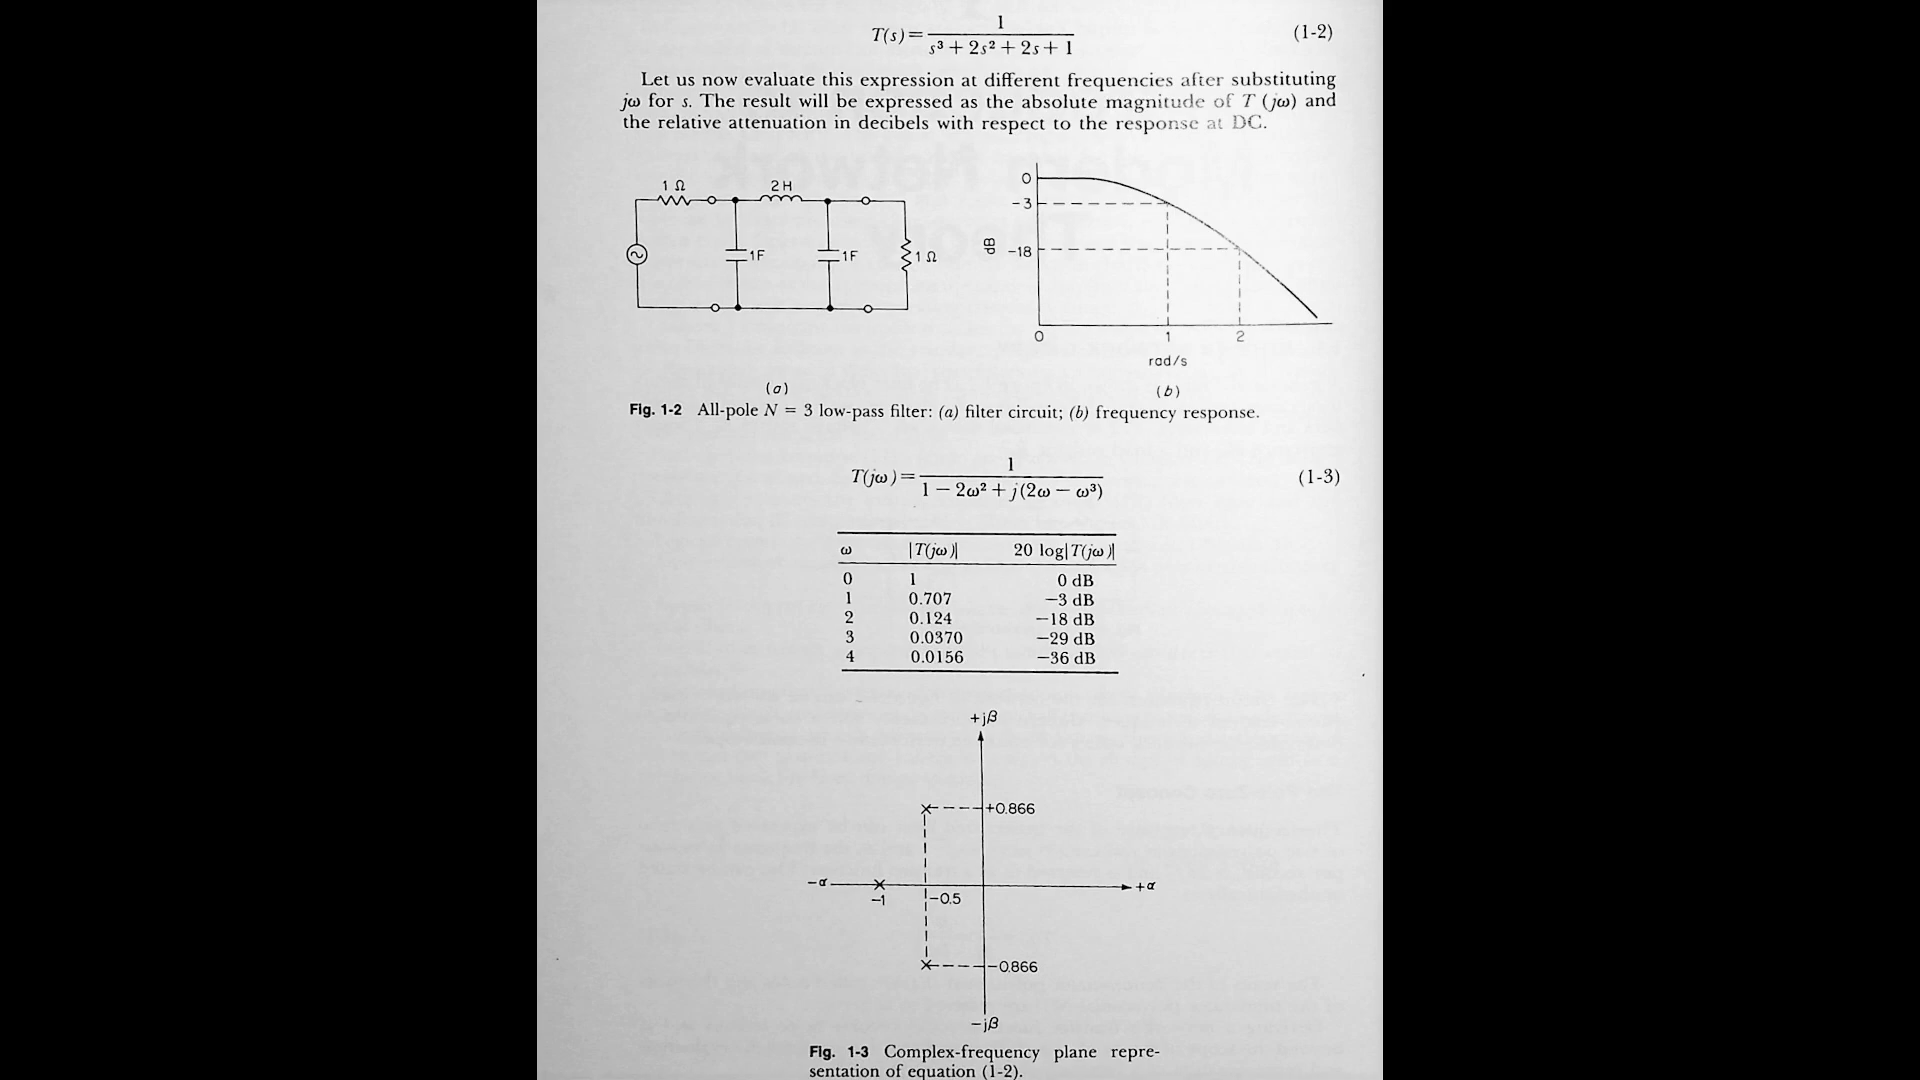 T(s) = 1 / (s³ + 2s² + 2s + 1) (1-2)
Let us now evaluate this expression at different frequencies after substituting
jω for s. The result will be expressed as the absolute magnitude of T (jω) and
the relative attenuation in decibels with respect to the response at DC.
1 Ω 2 H
1F 1F 1 Ω
(a)
0
−3
dB −18
0 1 2
rad/s
(b)
Fig. 1-2 All-pole N = 3 low-pass filter: (a) filter circuit; (b) frequency response.
T(jω) = 1 / (1 − 2ω² + j(2ω − ω³)) (1-3)
ω |T(jω)| 20 log|T(jω)|
0 1 0 dB
1 0.707 −3 dB
2 0.124 −18 dB
3 0.0370 −29 dB
4 0.0156 −36 dB
+jβ
+0.866
−α +α
−1 −0.5
−0.866
−jβ
Fig. 1-3 Complex-frequency plane repre-
sentation of equation (1-2).